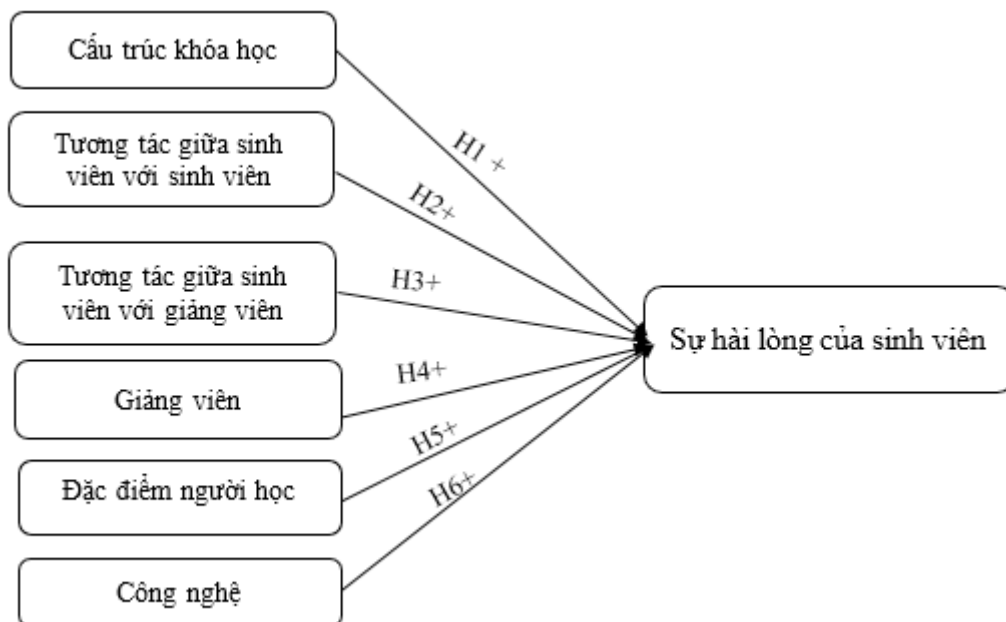 Cấu trúc khóa học
H1 +
Tương tác giữa sinh
viên với sinh viên
H2+
Tương tác giữa sinh
viên với giảng viên
H3+
Sự hài lòng của sinh viên
Giảng viên
H4+
Đặc điểm người học
H5+
Công nghệ
H6+